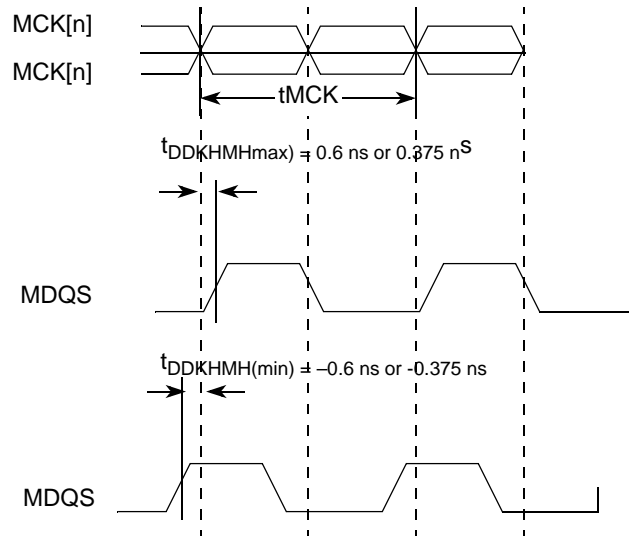 MCK[n]
MCK[n]
tMCK
tDDKHMHmax) = 0.6 ns or 0.375 ns
MDQS
tDDKHMH(min) = –0.6 ns or -0.375 ns
MDQS